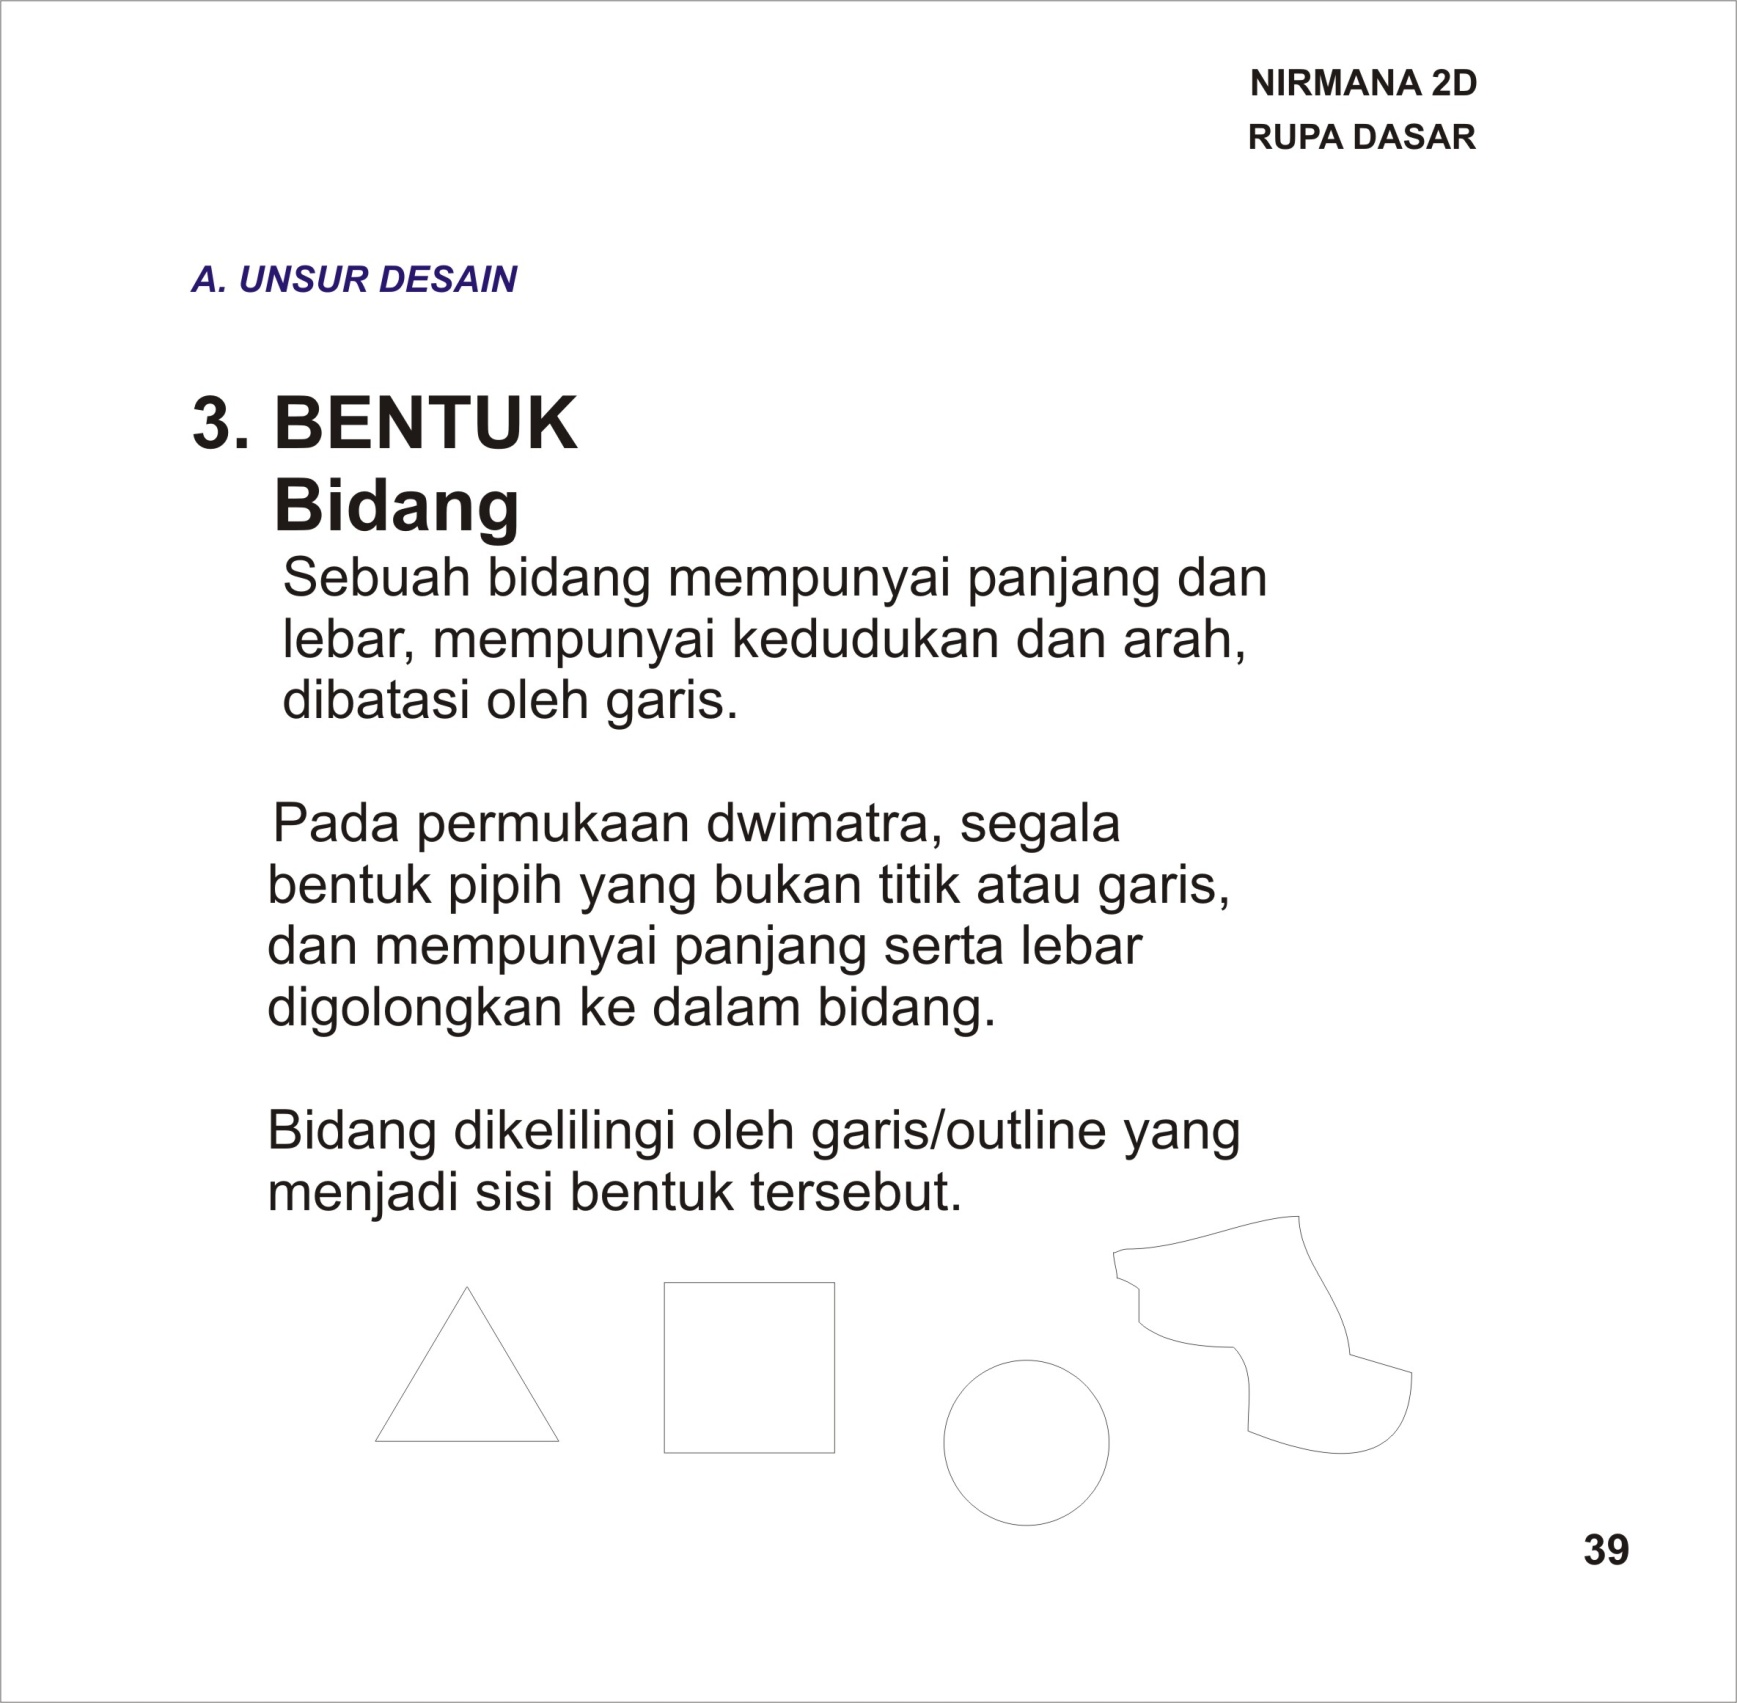 NIRMANA 2D
RUPA DASAR
A. UNSUR DESAIN
3. BENTUK
Bidang
Sebuah bidang mempunyai panjang dan
lebar, mempunyai kedudukan dan arah,
dibatasi oleh garis.
Pada permukaan dwimatra, segala
bentuk pipih yang bukan titik atau garis,
dan mempunyai panjang serta lebar
digolongkan ke dalam bidang.
Bidang dikelilingi oleh garis/outline yang
menjadi sisi bentuk tersebut.
39